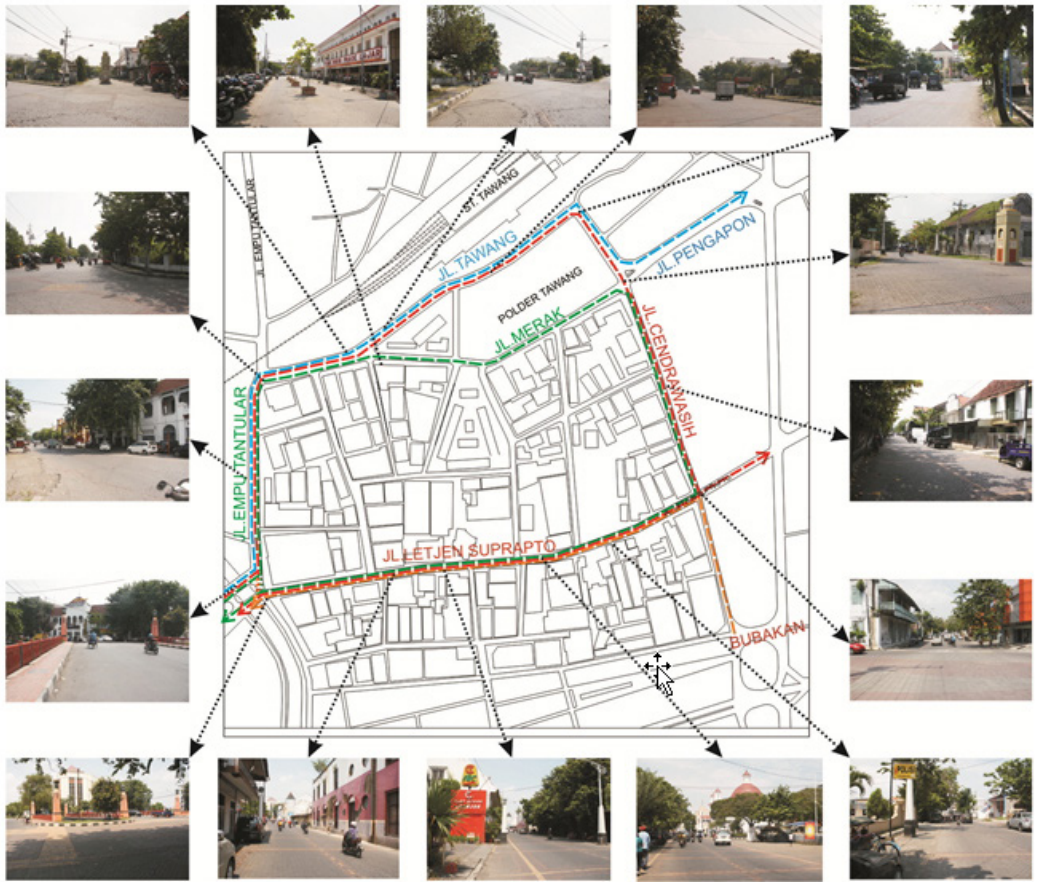 JL. EMPU TANTULAR
ST. TAWANG
JL.TAWANG
JL.PENGAPON
POLDER TAWANG
JL.MERAK
JL.CENDRAWASIH
JL.EMPU TANTULAR
JL.LETJEN SUPRAPTO
BUBAKAN
POLISI